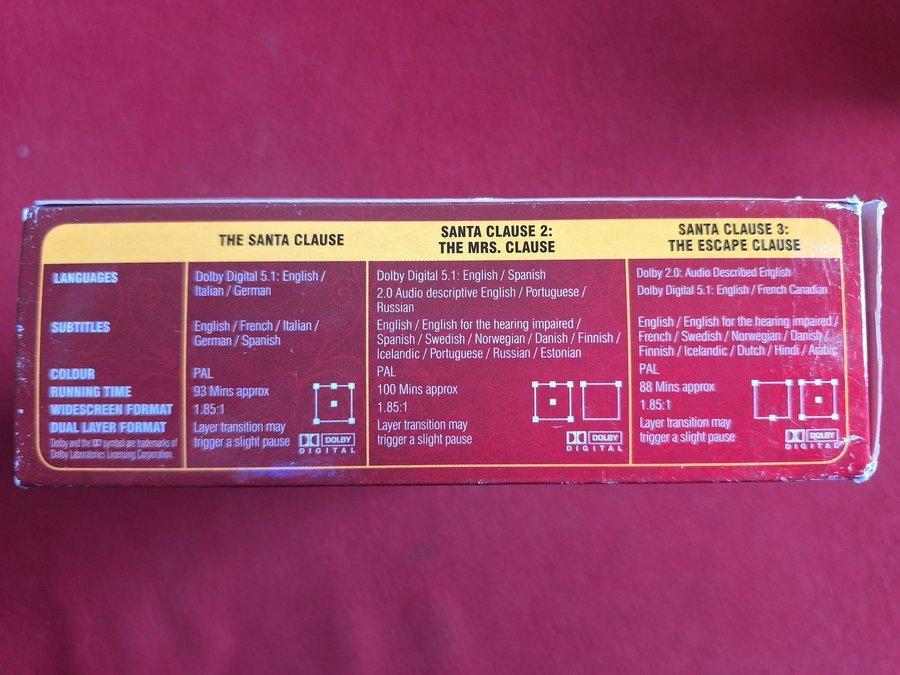 THE SANTA CLAUSE
SANTA CLAUSE 2:
THE MRS. CLAUSE
SANTA CLAUSE 3:
THE ESCAPE CLAUSE
LANGUAGES
Dolby Digital 5.1: English /
Italian / German
Dolby Digital 5.1: English / Spanish
2.0 Audio descriptive English / Portuguese /
Russian
Dolby 2.0: Audio Described English
Dolby Digital 5.1: English / French Canadian
SUBTITLES
English / French / Italian /
German / Spanish
English / English for the hearing impaired /
Spanish / Swedish / Norwegian / Danish / Finnish /
Icelandic / Portuguese / Russian / Estonian
English / English for the hearing impaired /
French / Swedish / Norwegian / Danish /
Finnish / Icelandic / Dutch / Hindi / Arabic
COLOUR
PAL
PAL
PAL
RUNNING TIME
93 Mins approx
100 Mins approx
88 Mins approx
WIDESCREEN FORMAT
1.85:1
1.85:1
1.85:1
DUAL LAYER FORMAT
Layer transition may
trigger a slight pause
Layer transition may
trigger a slight pause
Layer transition may
trigger a slight pause
Dolby and the DD symbol are trademarks of
Dolby Laboratories Licensing Corporation.
DOLBY
DIGITAL
DOLBY
DIGITAL
DOLBY
DIGITAL